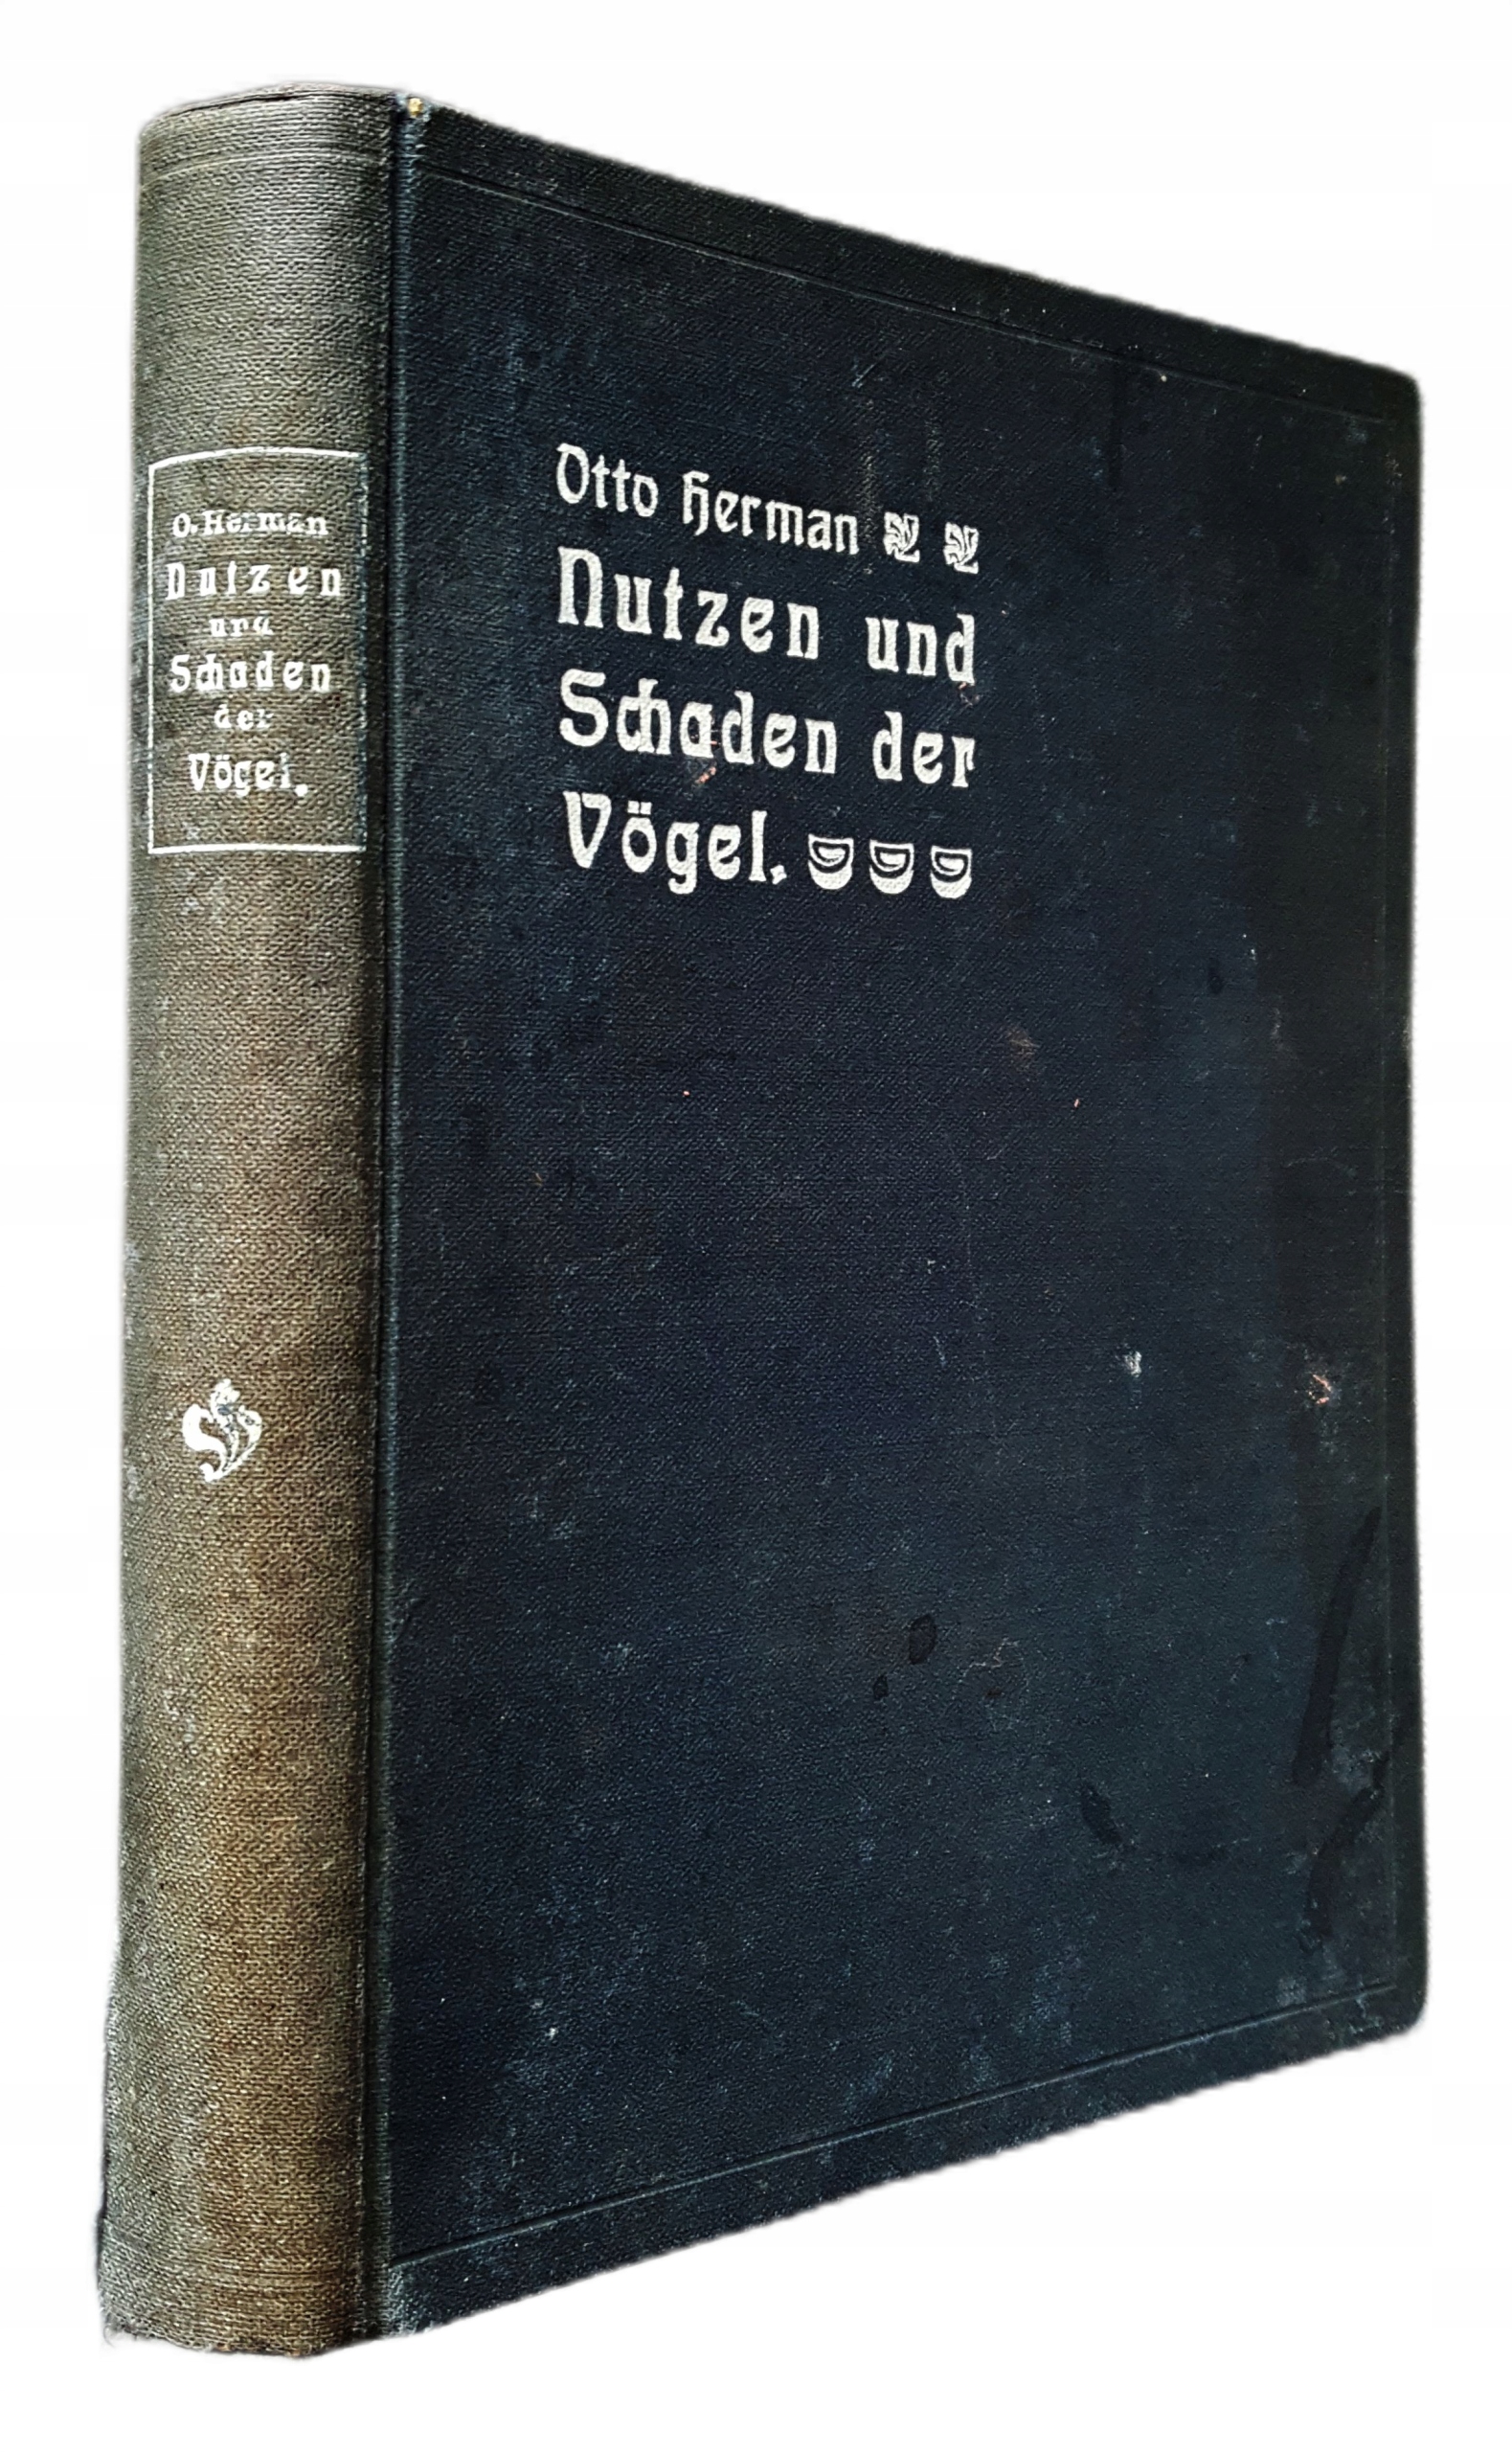 O. Herman
Nutzen
und
Schaden
der
Vögel.
Otto Herman
Nutzen und
Schaden der
Vögel.